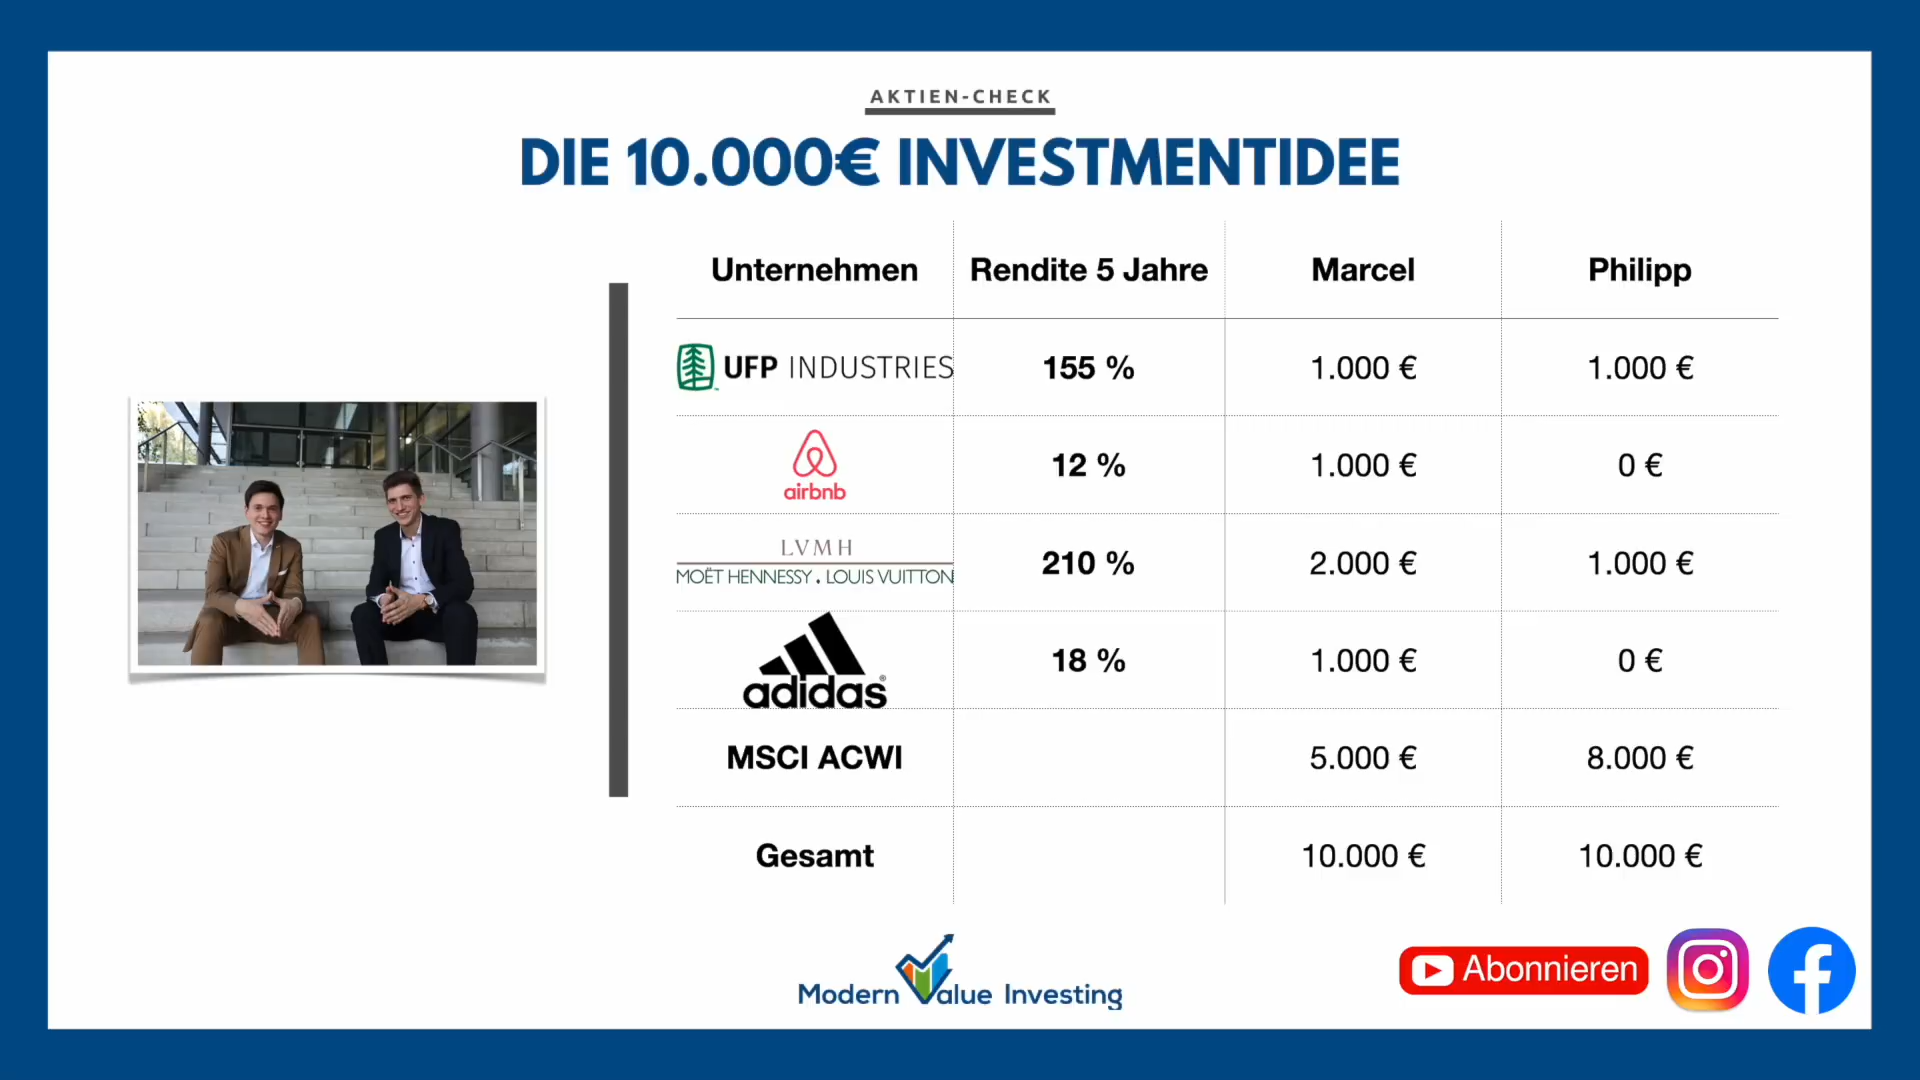 AKTIEN-CHECK
DIE 10.000€ INVESTMENTIDEE
Unternehmen Rendite 5 Jahre Marcel Philipp
UFP INDUSTRIES 155 % 1.000 € 1.000 €
airbnb 12 % 1.000 € 0 €
LVMH
MOËT HENNESSY. LOUIS VUITTON 210 % 2.000 € 1.000 €
adidas® 18 % 1.000 € 0 €
MSCI ACWI 5.000 € 8.000 €
Gesamt 10.000 € 10.000 €
Modern Value Investing
Abonnieren